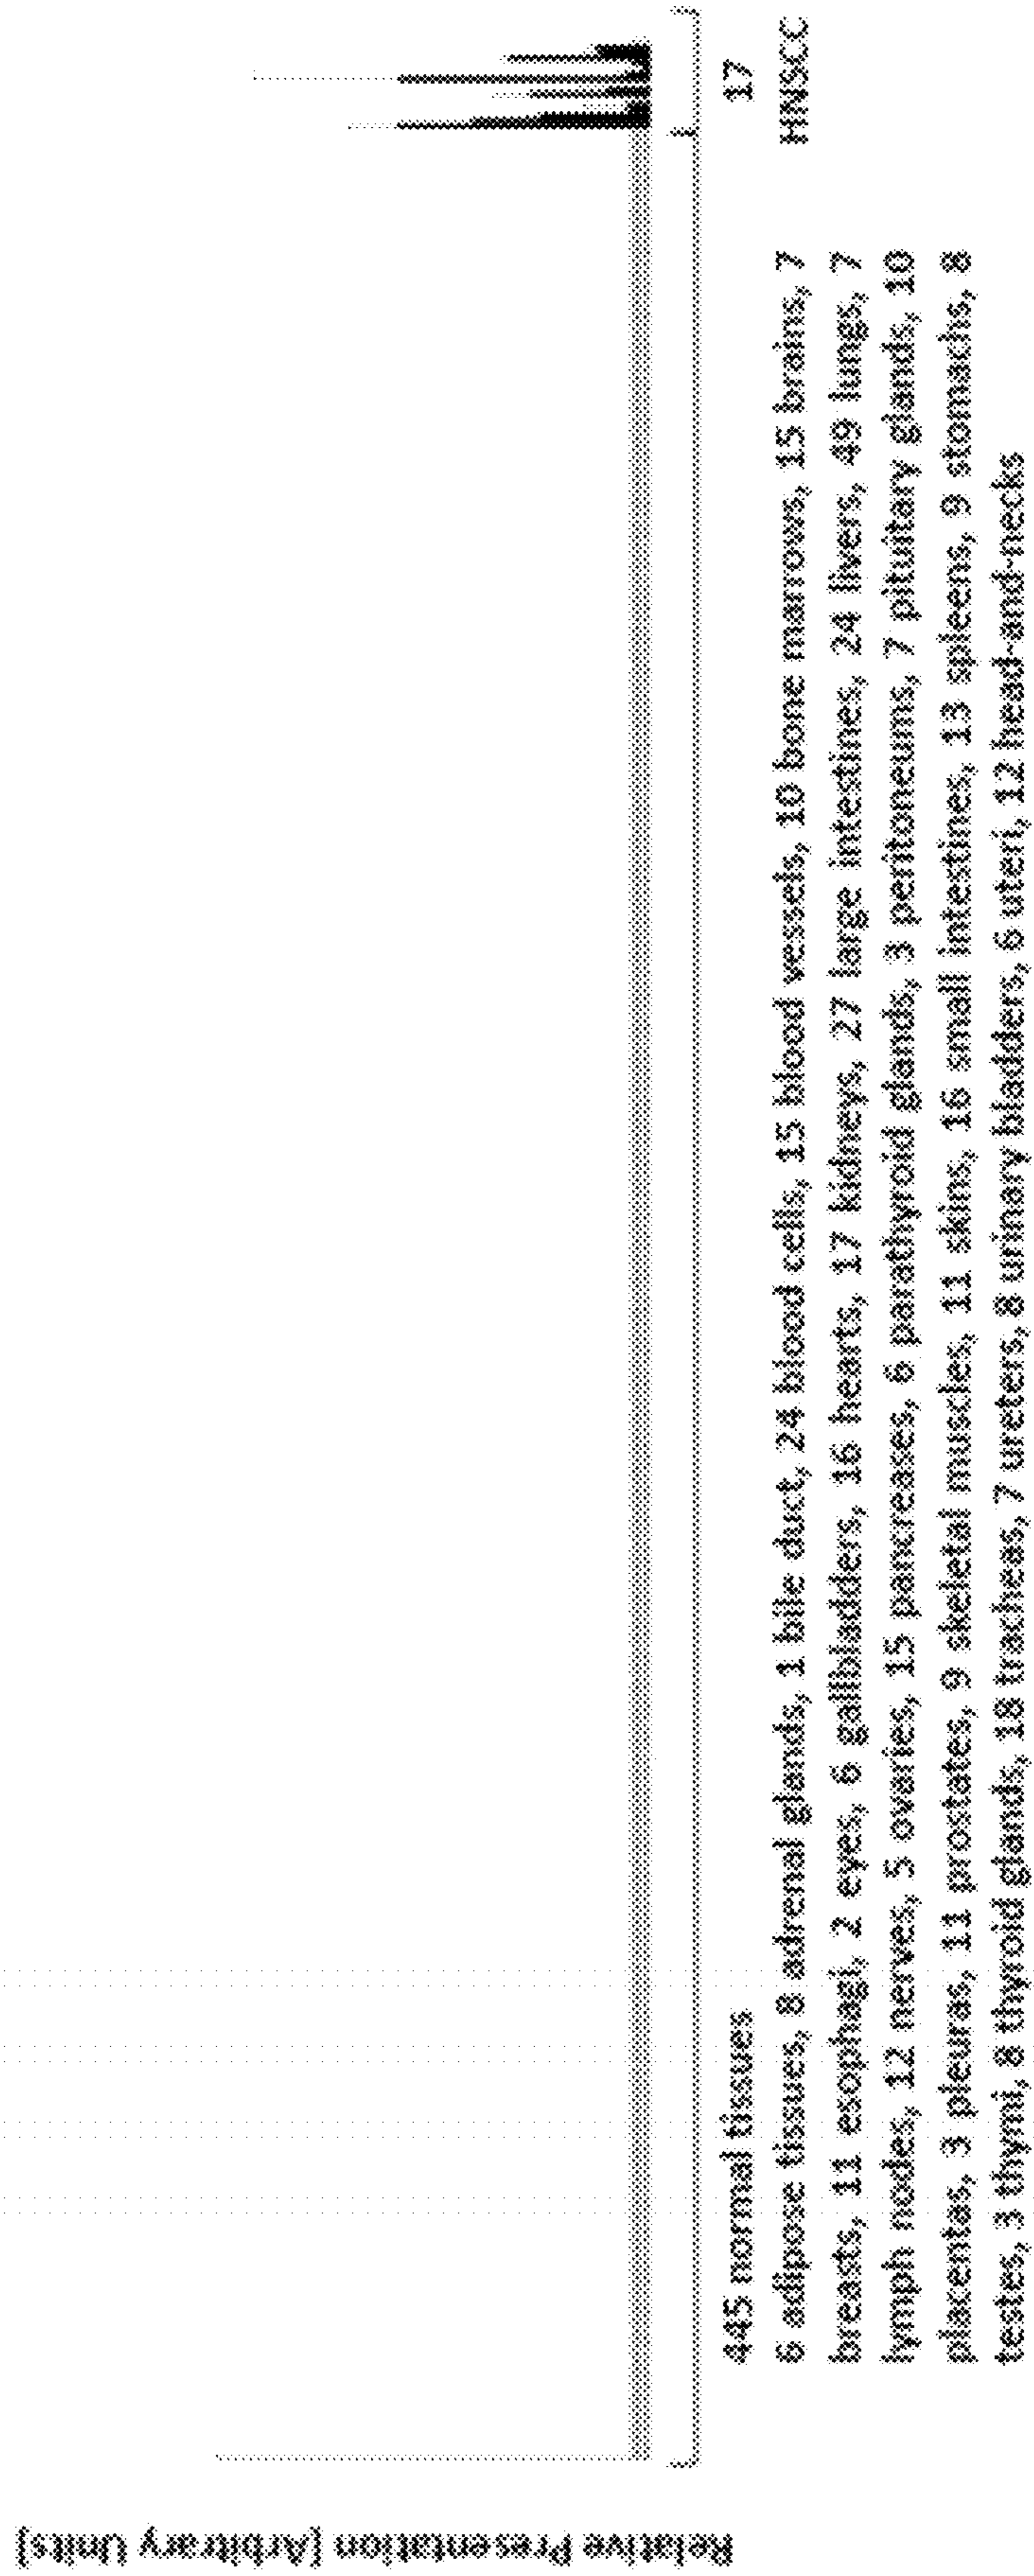 Relative Presentation [Arbitrary Units]
445 normal tissues
17
HNSCC
6 adipose tissues, 8 adrenal glands, 1 bile duct, 24 blood cells, 15 blood vessels, 10 bone marrows, 15 brains, 7
breasts, 11 esophagi, 2 eyes, 6 gallbladders, 16 hearts, 17 kidneys, 27 large intestines, 24 livers, 49 lungs, 7
lymph nodes, 12 nerves, 5 ovaries, 15 pancreases, 6 parathyroid glands, 3 peritoneums, 7 pituitary glands, 10
placentas, 3 pleuras, 11 prostates, 9 skeletal muscles, 11 skins, 16 small intestines, 13 spleens, 9 stomachs, 8
testes, 3 thymi, 8 thyroid glands, 18 tracheas, 7 ureters, 8 urinary bladders, 6 uteri, 12 head-and-necks